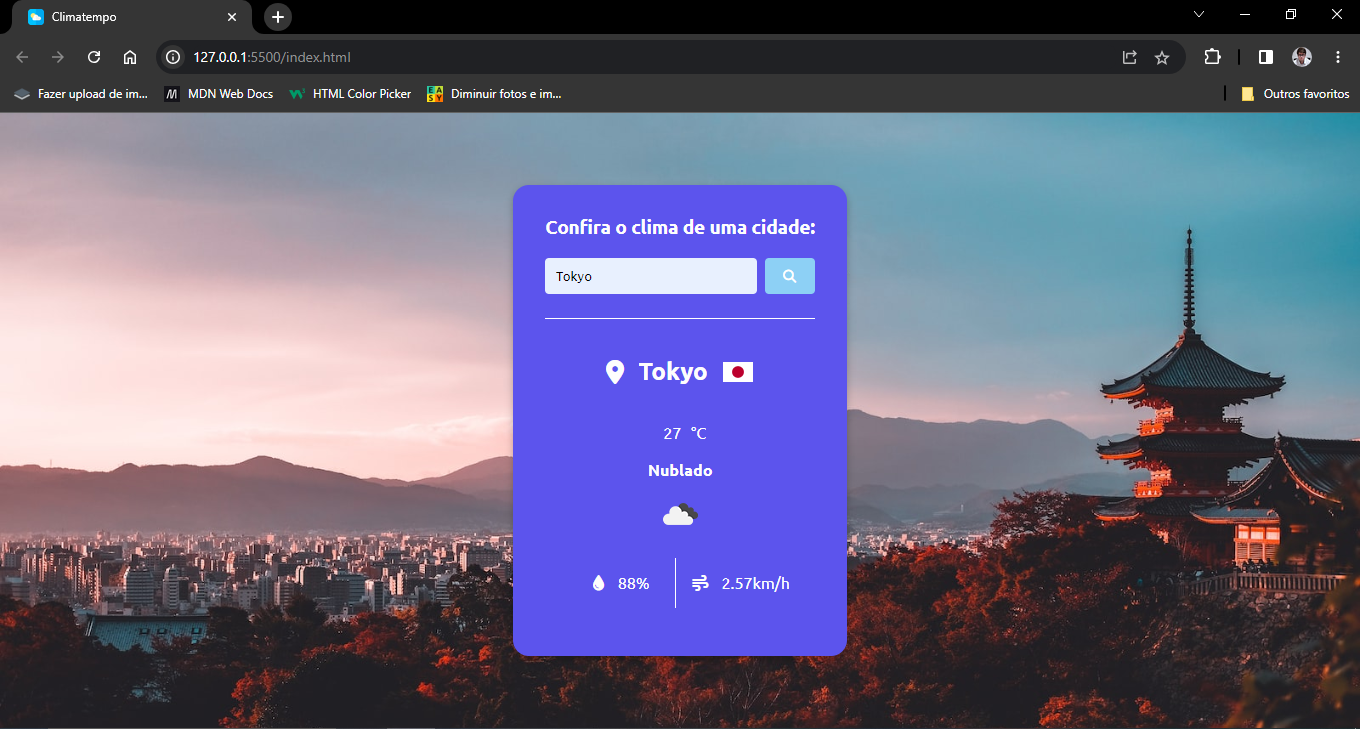 Climatempo
127.0.0.1:5500/index.html
Fazer upload de im... MDN Web Docs HTML Color Picker EASY Diminuir fotos e im... Outros favoritos
Confira o clima de uma cidade:
Tokyo
Tokyo
27 °C
Nublado
88% 2.57km/h